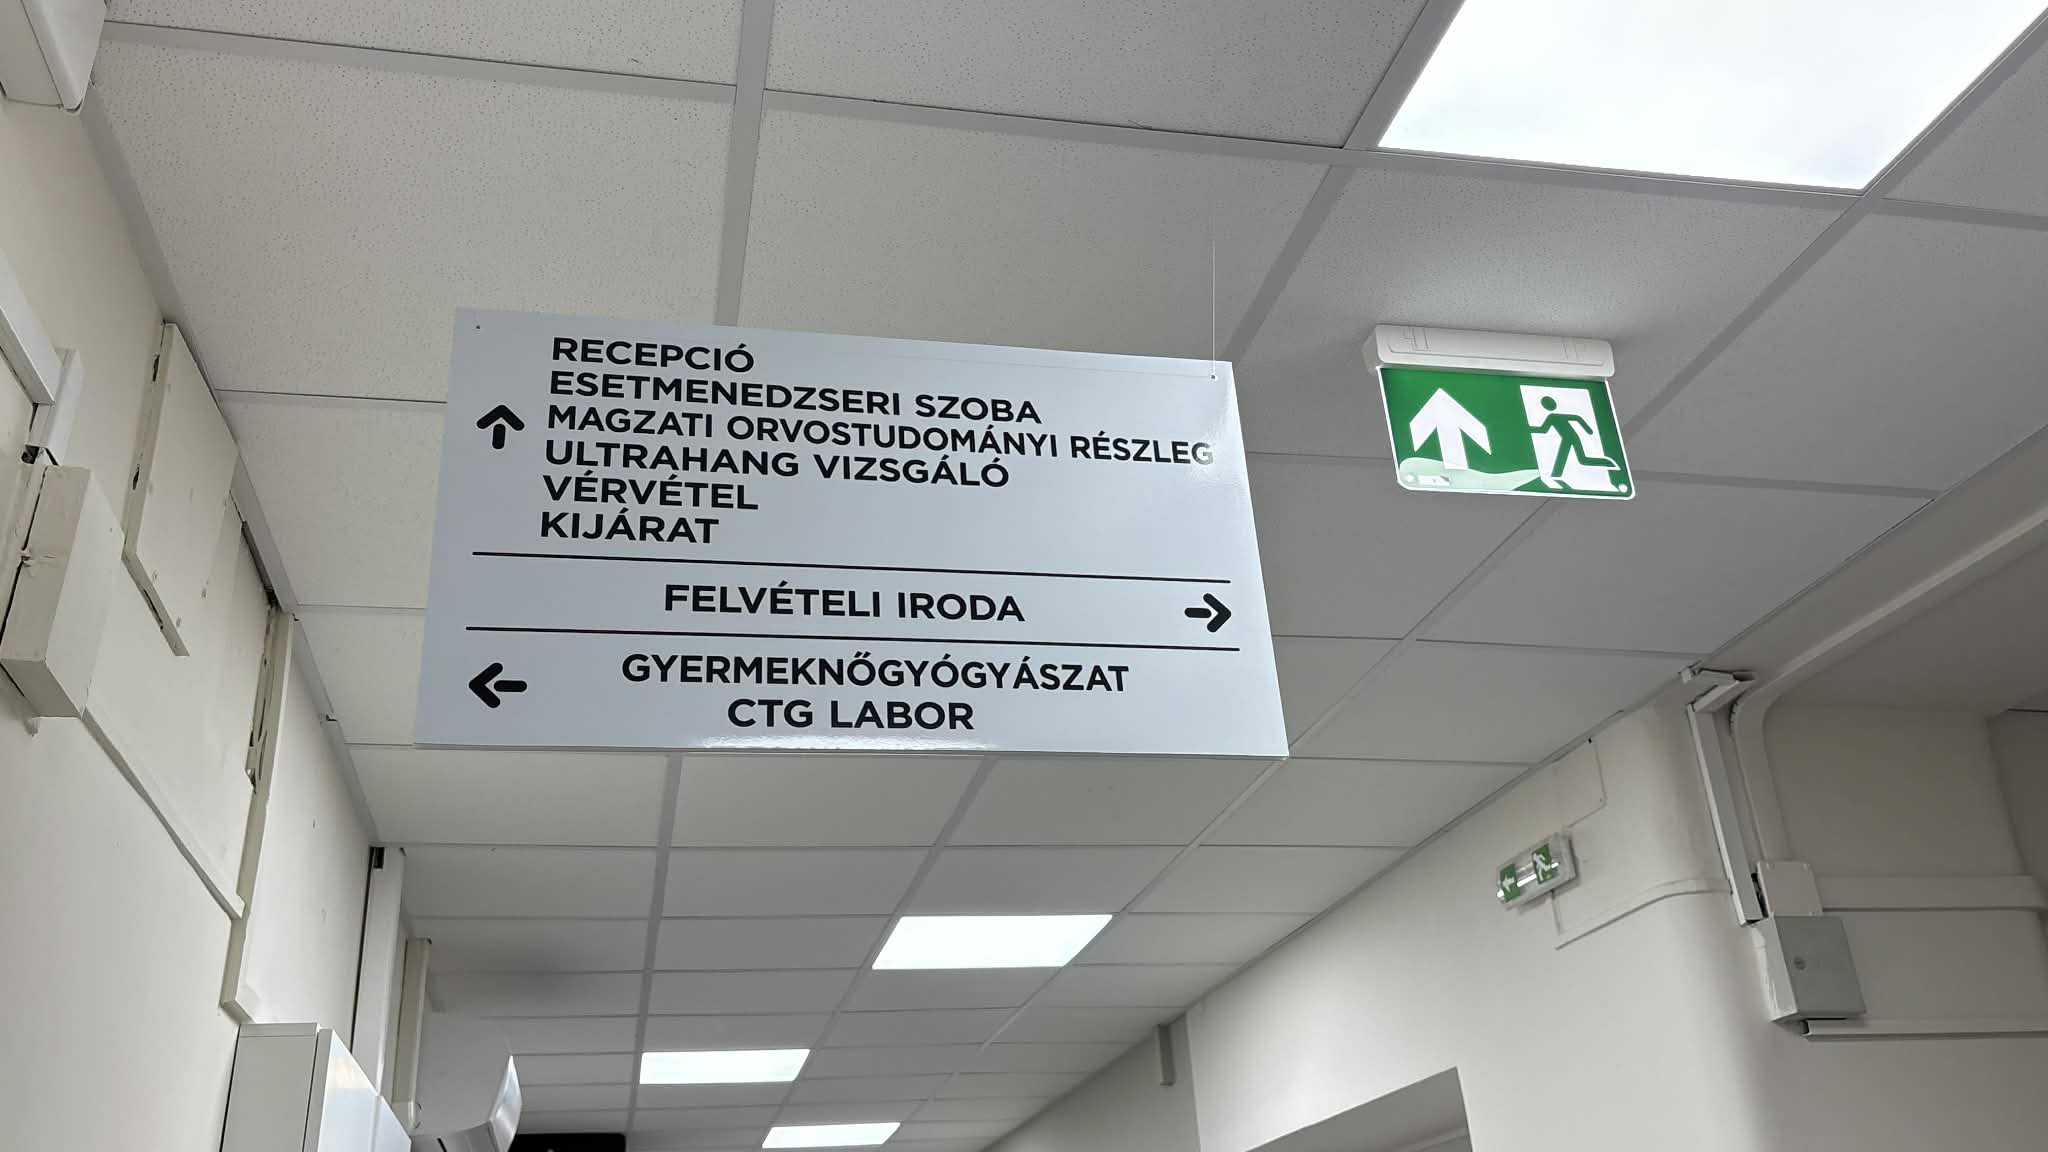 RECEPCIÓ
ESETMENEDZSERI SZOBA
MAGZATI ORVOSTUDOMÁNYI RÉSZLEG
ULTRAHANG VIZSGÁLÓ
VÉRVÉTEL
KIJÁRAT
FELVÉTELI IRODA
GYERMEKNŐGYÓGYÁSZAT
CTG LABOR